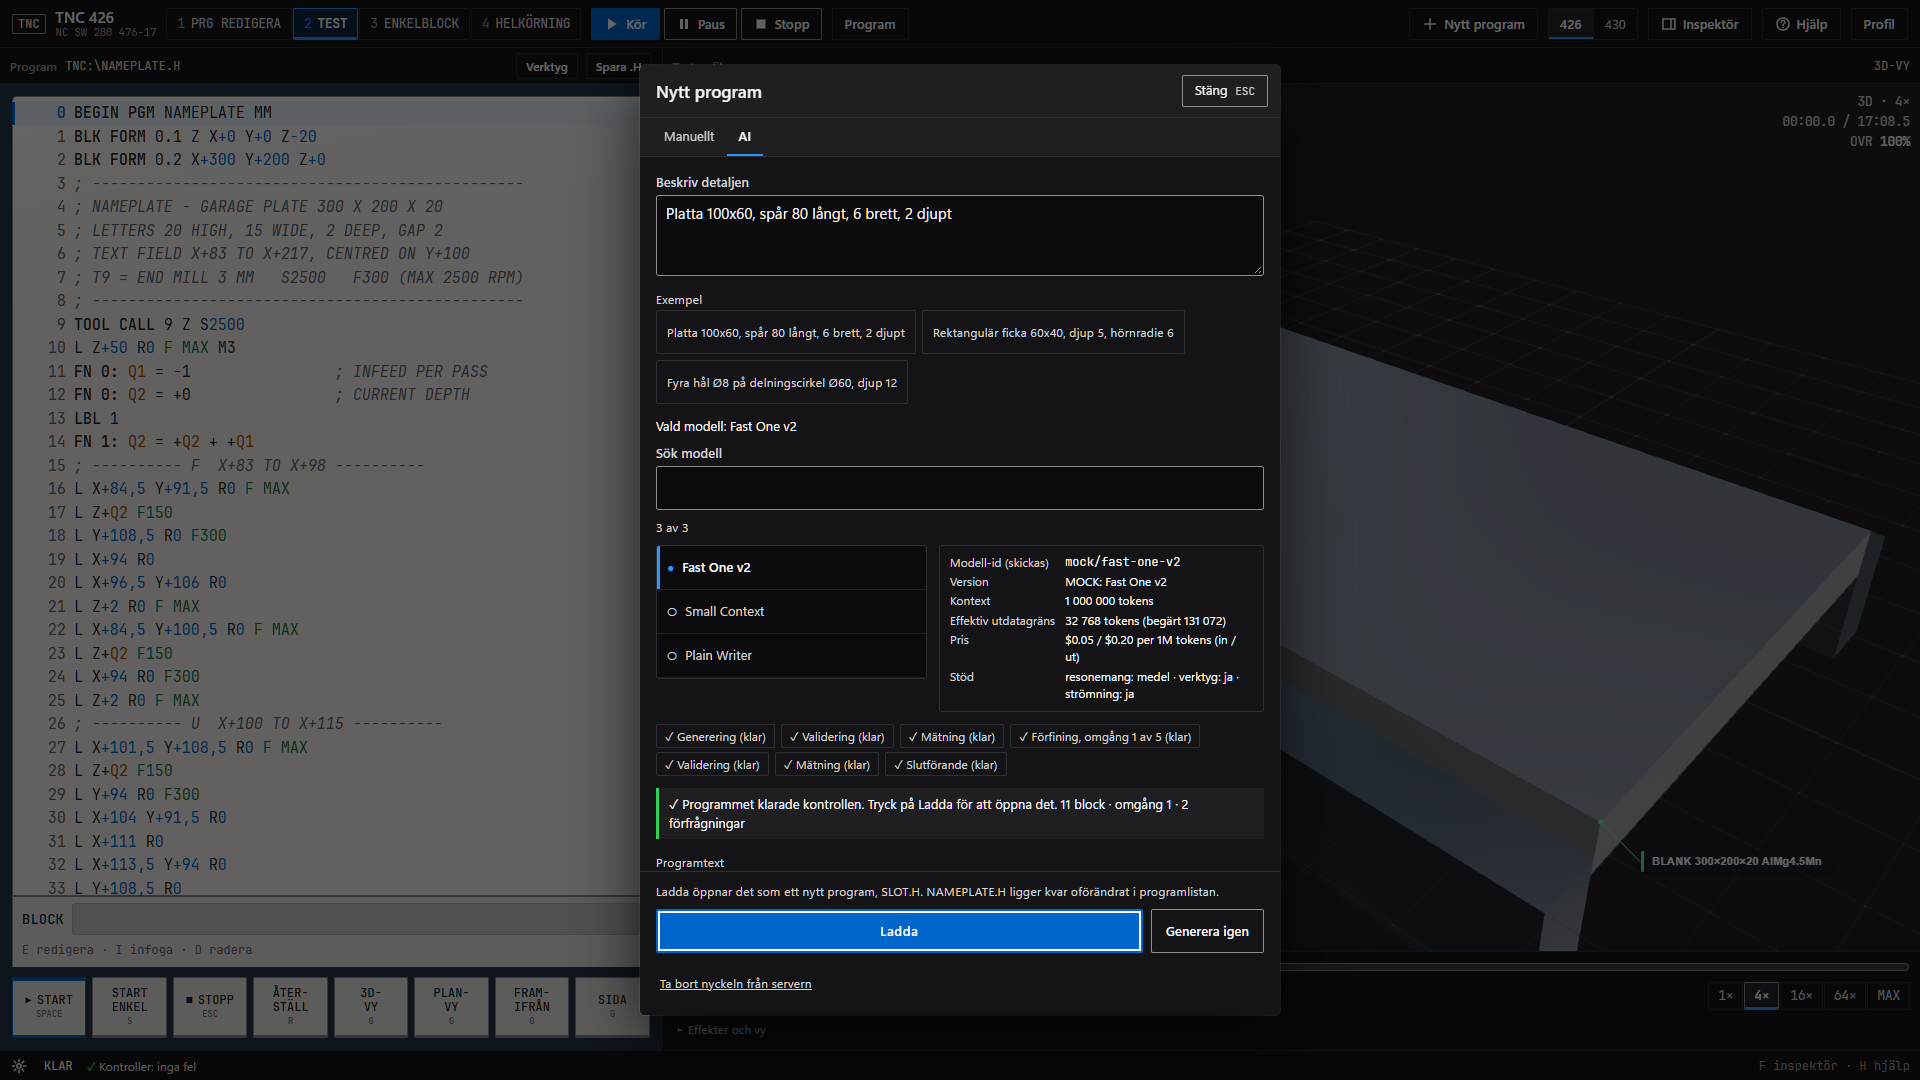 TNC
TNC 426
NC SW 280 476-17
1 PRG REDIGERA
2 TEST
3 ENKELBLOCK
4 HELKÖRNING
Kör
Paus
Stopp
Program
Nytt program
426
430
Inspektör
Hjälp
Profil
Program TNC:\NAMEPLATE.H
Verktyg
Spara .H
3D-VY
0 BEGIN PGM NAMEPLATE MM
1 BLK FORM 0.1 Z X+0 Y+0 Z-20
2 BLK FORM 0.2 X+300 Y+200 Z+0
3 ; ------------------------------------------------
4 ; NAMEPLATE - GARAGE PLATE 300 X 200 X 20
5 ; LETTERS 20 HIGH, 15 WIDE, 2 DEEP, GAP 2
6 ; TEXT FIELD X+83 TO X+217, CENTRED ON Y+100
7 ; T9 = END MILL 3 MM   S2500   F300 (MAX 2500 RPM)
8 ; ------------------------------------------------
9 TOOL CALL 9 Z S2500
10 L Z+50 R0 F MAX M3
11 FN 0: Q1 = -1                ; INFEED PER PASS
12 FN 0: Q2 = +0                ; CURRENT DEPTH
13 LBL 1
14 FN 1: Q2 = +Q2 + +Q1
15 ; ---------- F  X+83 TO X+98 ----------
16 L X+84,5 Y+91,5 R0 F MAX
17 L Z+Q2 F150
18 L Y+108,5 R0 F300
19 L X+94 R0
20 L X+96,5 Y+106 R0
21 L Z+2 R0 F MAX
22 L X+84,5 Y+100,5 R0 F MAX
23 L Z+Q2 F150
24 L X+94 R0 F300
25 L Z+2 R0 F MAX
26 ; ---------- U  X+100 TO X+115 ----------
27 L X+101,5 Y+108,5 R0 F MAX
28 L Z+Q2 F150
29 L Y+94 R0 F300
30 L X+104 Y+91,5 R0
31 L X+111 R0
32 L X+113,5 Y+94 R0
33 L Y+108,5 R0
BLOCK
E redigera · I infoga · D radera
START SPACE
START ENKEL S
STOPP ESC
ÅTER-STÄLL R
3D-VY G
PLAN-VY G
FRAM-IFRÅN G
SIDA G
KLAR ✓ Kontroller: inga fel
Nytt program
Stäng ESC
Manuellt
AI
Beskriv detaljen
Platta 100x60, spår 80 långt, 6 brett, 2 djupt
Exempel
Platta 100x60, spår 80 långt, 6 brett, 2 djupt
Rektangulär ficka 60x40, djup 5, hörnradie 6
Fyra hål Ø8 på delningscirkel Ø60, djup 12
Vald modell: Fast One v2
Sök modell
3 av 3
Fast One v2
Small Context
Plain Writer
Modell-id (skickas) mock/fast-one-v2
Version MOCK: Fast One v2
Kontext 1 000 000 tokens
Effektiv utdatagräns 32 768 tokens (begärt 131 072)
Pris $0.05 / $0.20 per 1M tokens (in /
ut)
Stöd resonemang: medel · verktyg: ja ·
strömning: ja
✓ Generering (klar)
✓ Validering (klar)
✓ Mätning (klar)
✓ Förfining, omgång 1 av 5 (klar)
✓ Validering (klar)
✓ Mätning (klar)
✓ Slutförande (klar)
✓ Programmet klarade kontrollen. Tryck på Ladda för att öppna det. 11 block · omgång 1 · 2
förfrågningar
Programtext
Ladda öppnar det som ett nytt program, SLOT.H. NAMEPLATE.H ligger kvar oförändrat i programlistan.
Ladda
Generera igen
Ta bort nyckeln från servern
3D · 4×
00:00.0 / 17:08.5
OVR 100%
BLANK 300×200×20 AlMg4.5Mn
1×
4×
16×
64×
MAX
Effekter och vy
F inspektör · H hjälp